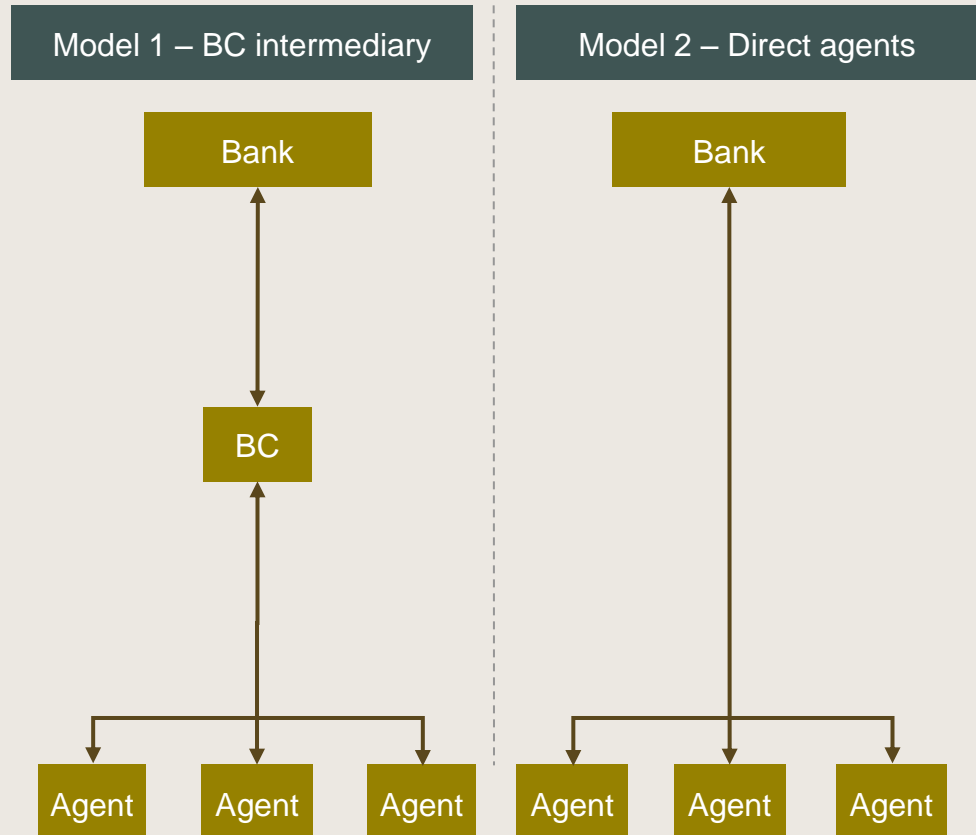 Model 1 – BC intermediary
Model 2 – Direct agents
Bank
Bank
BC
Agent
Agent
Agent
Agent
Agent
Agent